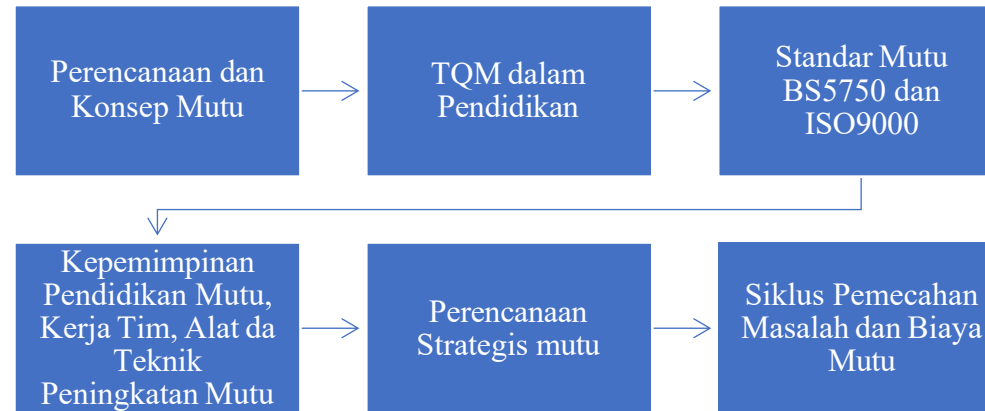 Perencanaan dan
Konsep Mutu
TQM dalam
Pendidikan
Standar Mutu
BS5750 dan
ISO9000
Kepemimpinan
Pendidikan Mutu,
Kerja Tim, Alat da
Teknik
Peningkatan Mutu
Perencanaan
Strategis mutu
Siklus Pemecahan
Masalah dan Biaya
Mutu